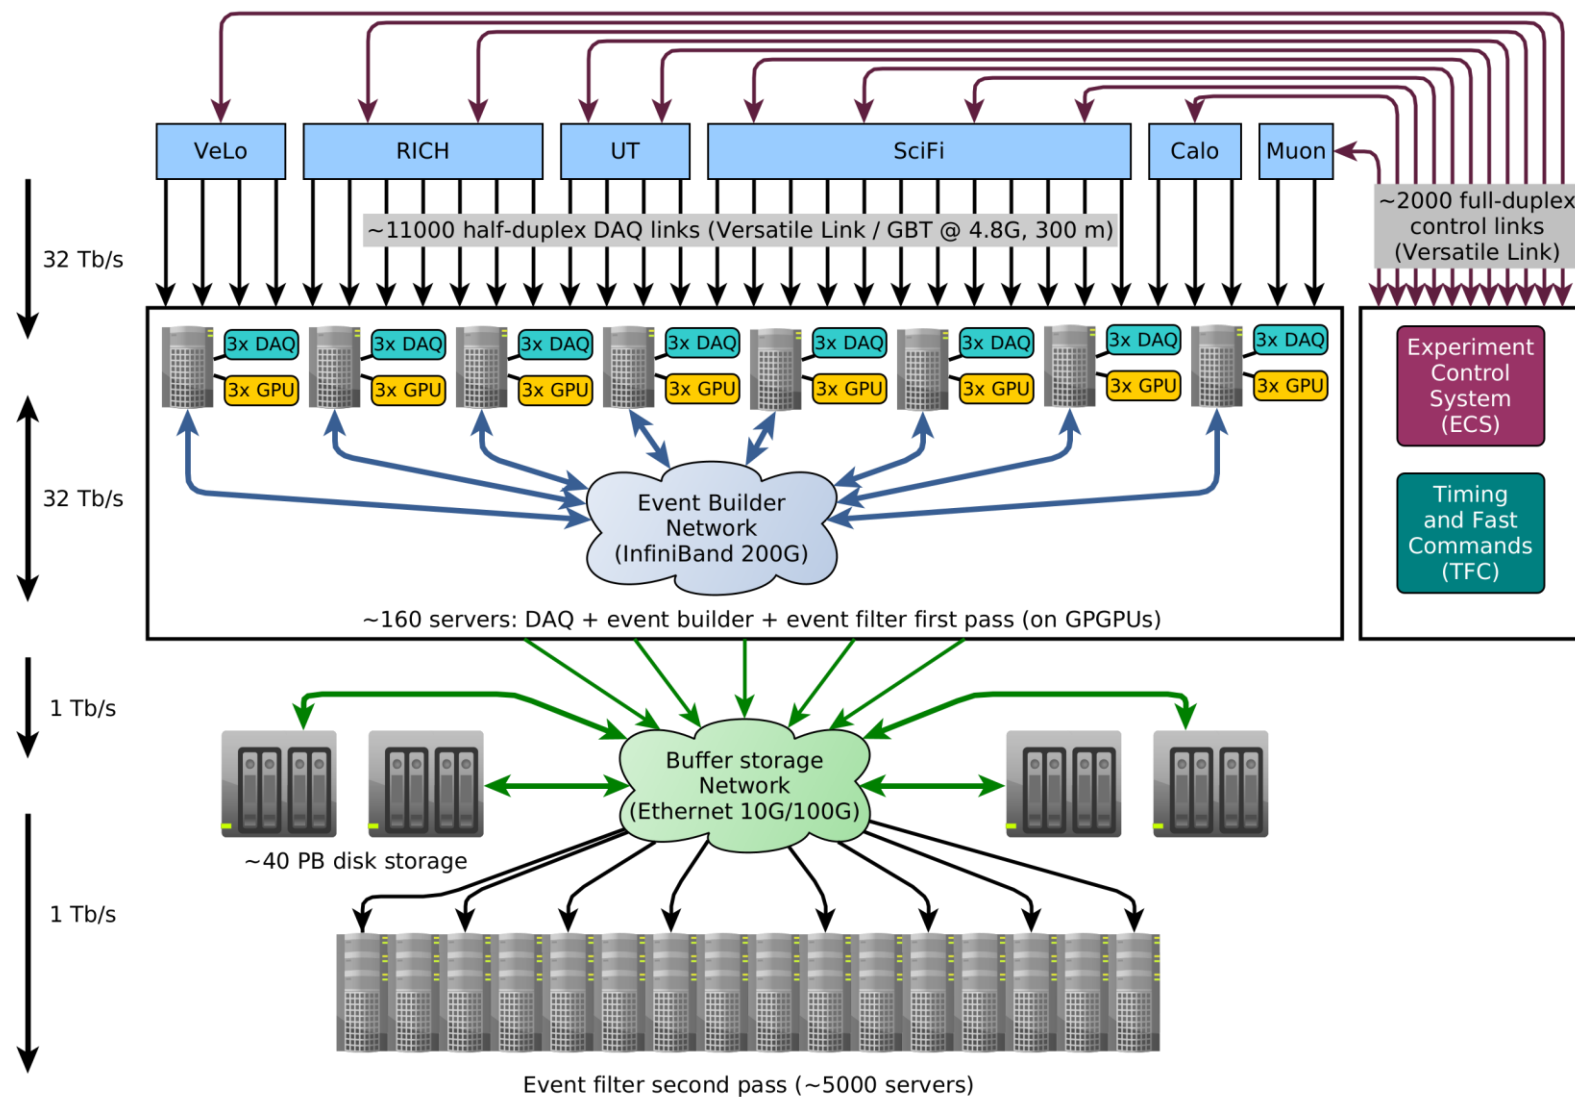 VeLo
RICH
UT
SciFi
Calo
Muon
~11000 half-duplex DAQ links (Versatile Link / GBT @ 4.8G, 300 m)
~2000 full-duplex
control links
(Versatile Link)
32 Tb/s
3x DAQ
3x GPU
3x DAQ
3x GPU
3x DAQ
3x GPU
3x DAQ
3x GPU
3x DAQ
3x GPU
3x DAQ
3x GPU
3x DAQ
3x GPU
3x DAQ
3x GPU
Experiment
Control
System
(ECS)
32 Tb/s
Event Builder
Network
(InfiniBand 200G)
Timing
and Fast
Commands
(TFC)
~160 servers: DAQ + event builder + event filter first pass (on GPGPUs)
1 Tb/s
Buffer storage
Network
(Ethernet 10G/100G)
~40 PB disk storage
1 Tb/s
Event filter second pass (~5000 servers)